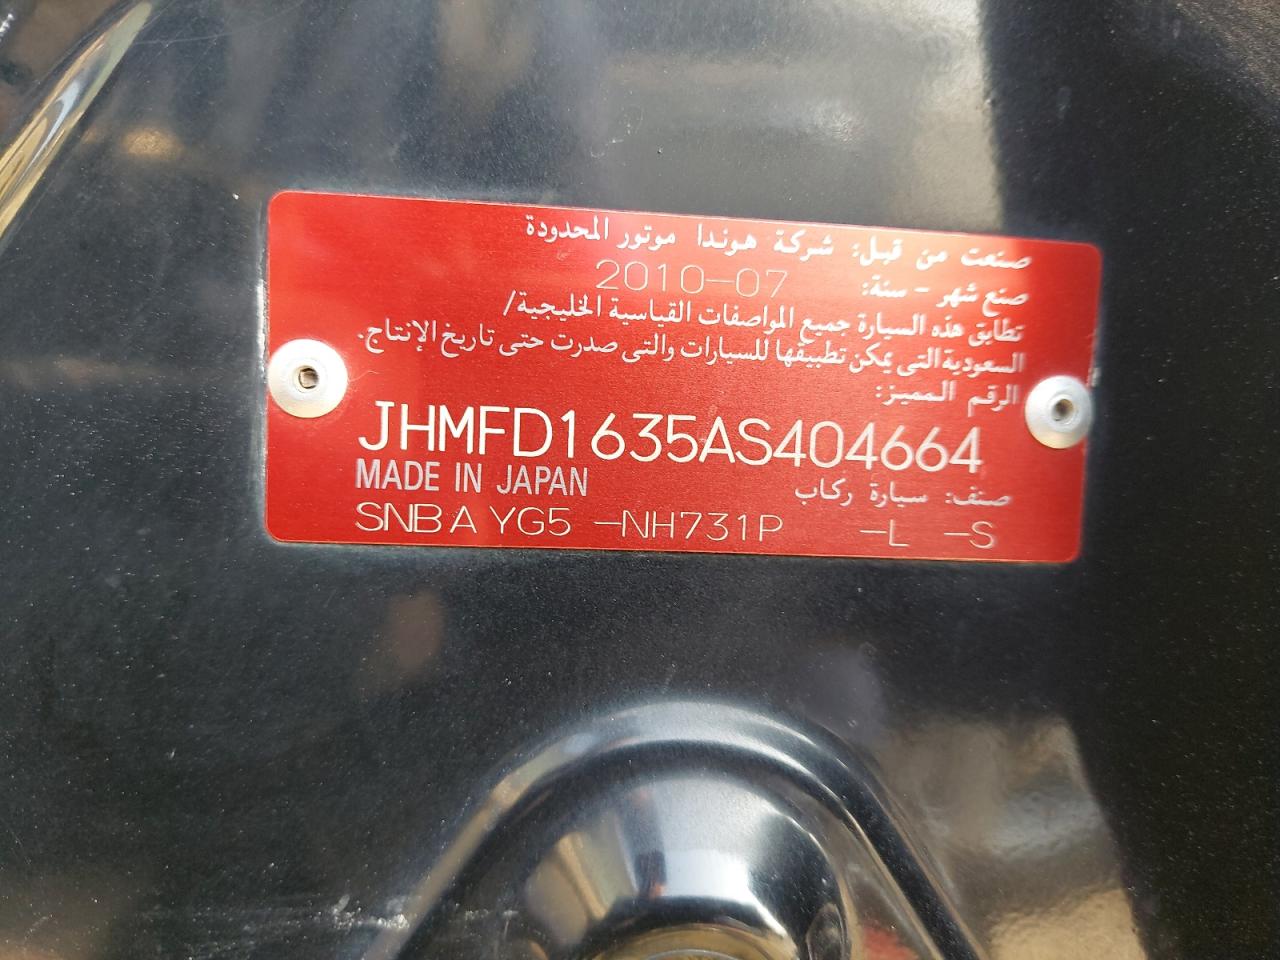 صنعت من قبل: شركة هوندا موتور المحدودة
صنع شهر - سنة: 2010-07
تطابق هذه السيارة جميع المواصفات القياسية الخليجية/
السعودية التى يمكن تطبيقها للسيارات والتى صدرت حتى تاريخ الإنتاج.
الرقم المميز:
JHMFD1635AS404664
MADE IN JAPAN صنف: سيارة ركاب
SNBA YG5 -NH731P -L -S